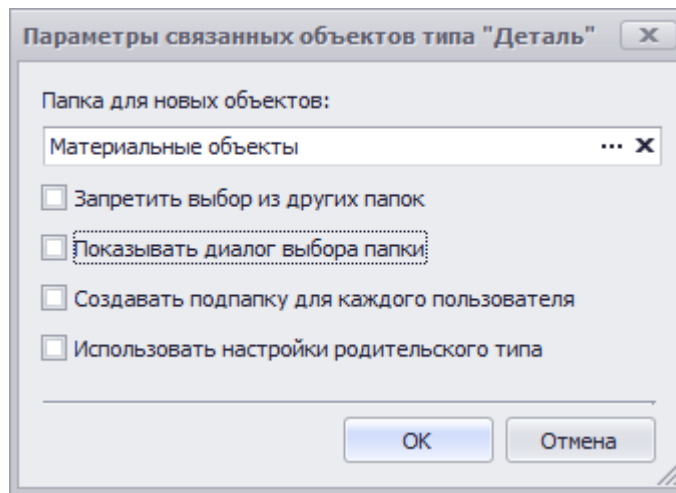 Параметры связанных объектов типа "Деталь"
Папка для новых объектов:
Материальные объекты
Запретить выбор из других папок
Показывать диалог выбора папки
Создавать подпапку для каждого пользователя
Использовать настройки родительского типа
ОК Отмена